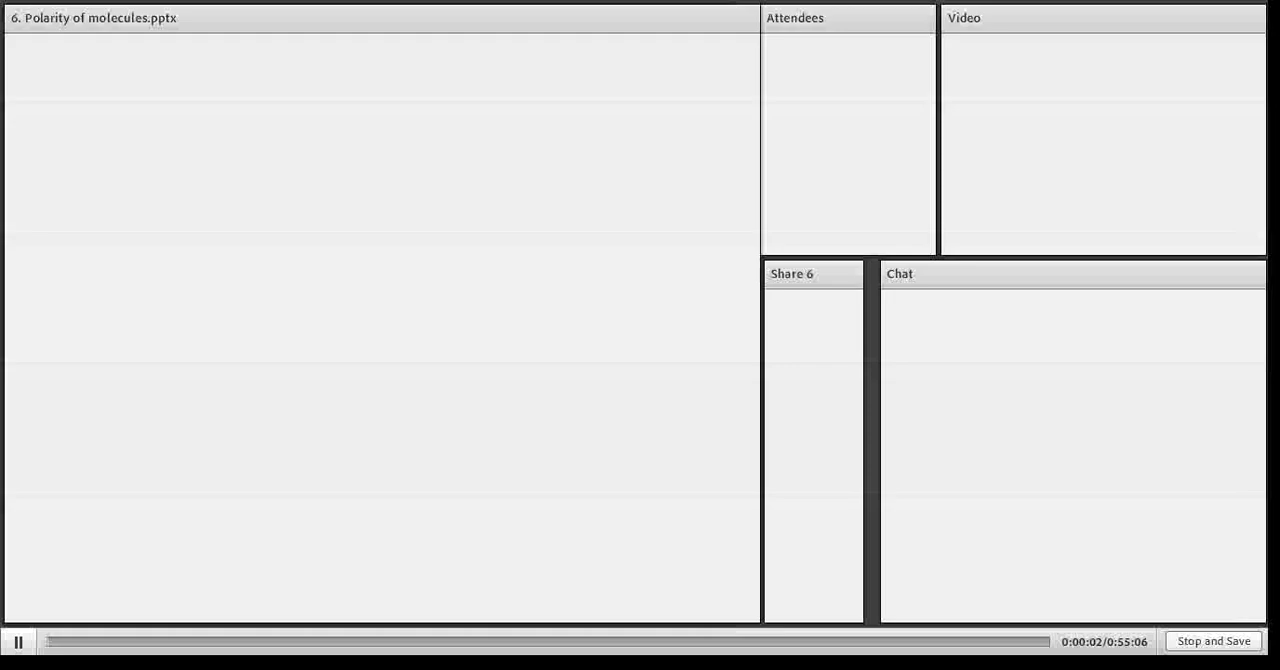 6. Polarity of molecules.pptx
Attendees
Video
Share 6
Chat
0:00:02/0:55:06
Stop and Save